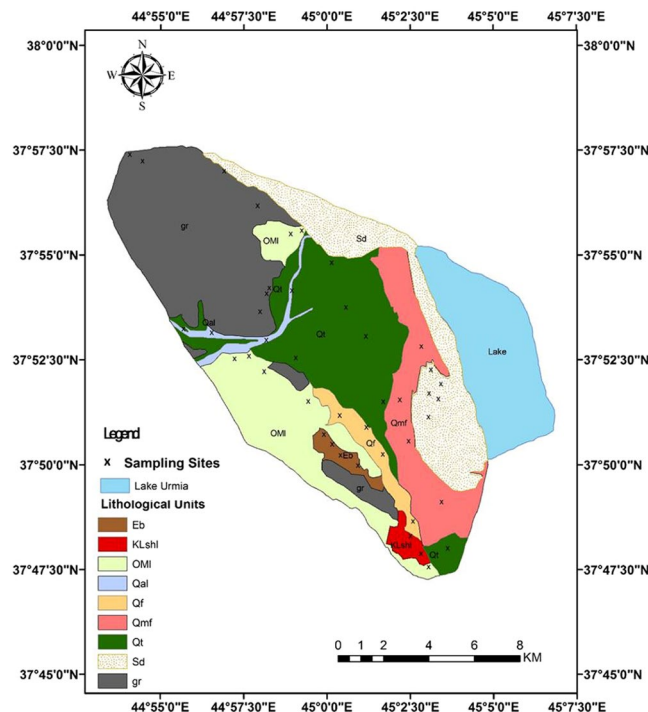 44°55'0"E 44°57'30"E 45°0'0"E 45°2'30"E 45°5'0"E 45°7'30"E
38°0'0"N 38°0'0"N
N
W E
S
37°57'30"N 37°57'30"N
gr
37°55'0"N OMI Sd 37°55'0"N
Qt
Qal
Qt
37°52'30"N Lake 37°52'30"N
Qmf
OMI
Qf
Legend
x Sampling Sites
Eb
37°50'0"N 37°50'0"N
Lake Urmia
gr
Lithological Units
Eb
KLshl
KLshl
Qt
OMI
37°47'30"N 37°47'30"N
Qal
Qf
Qmf
Qt
0 1 2 4 6 8
KM
Sd
37°45'0"N 37°45'0"N
gr
44°55'0"E 44°57'30"E 45°0'0"E 45°2'30"E 45°5'0"E 45°7'30"E